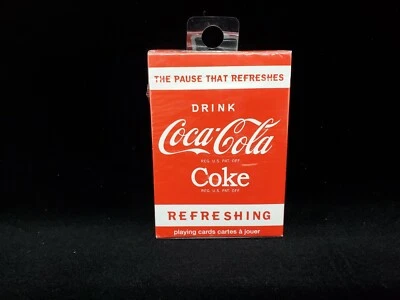 THE PAUSE THAT REFRESHES
DRINK
Coca-Cola
REG. U.S. PAT. OFF.
Coke
REG. U.S. PAT. OFF.
REFRESHING
playing cards cartes à jouer